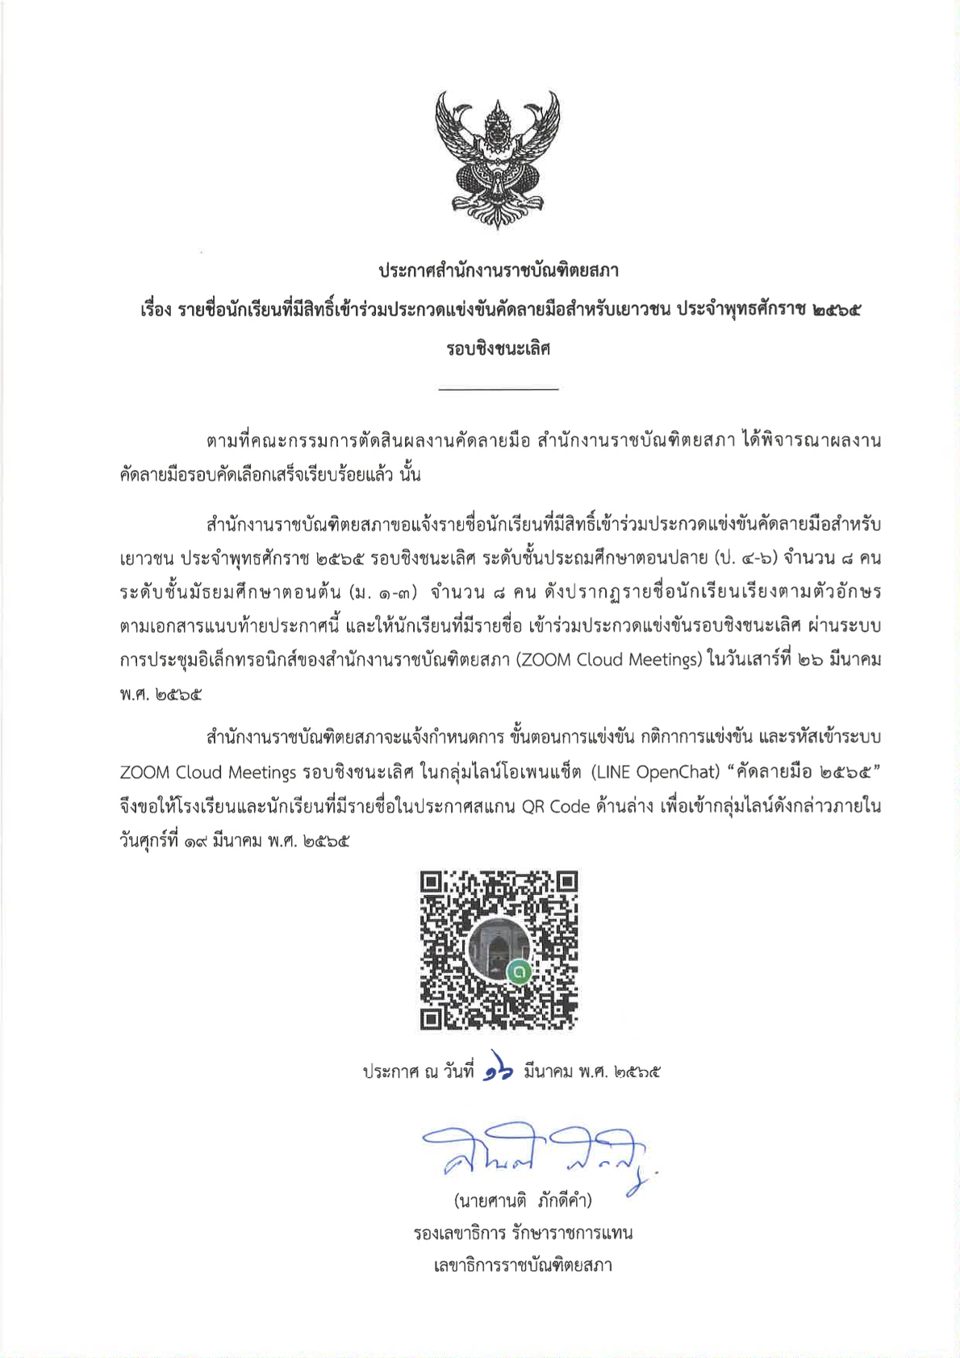 ประกาศสำนักงานราชบัณฑิตยสภา
เรื่อง รายชื่อนักเรียนที่มีสิทธิ์เข้าร่วมประกวดแข่งขันคัดลายมือสำหรับเยาวชน ประจำพุทธศักราช ๒๕๖๕
รอบชิงชนะเลิศ
ตามที่คณะกรรมการตัดสินผลงานคัดลายมือ สำนักงานราชบัณฑิตยสภา ได้พิจารณาผลงาน
คัดลายมือรอบคัดเลือกเสร็จเรียบร้อยแล้ว นั้น
สำนักงานราชบัณฑิตยสภาขอแจ้งรายชื่อนักเรียนที่มีสิทธิ์เข้าร่วมประกวดแข่งขันคัดลายมือสำหรับ
เยาวชน ประจำพุทธศักราช ๒๕๖๕ รอบชิงชนะเลิศ ระดับชั้นประถมศึกษาตอนปลาย (ป. ๔-๖) จำนวน ๘ คน
ระดับชั้นมัธยมศึกษาตอนต้น (ม. ๑-๓) จำนวน ๘ คน ดังปรากฏรายชื่อนักเรียนเรียงตามตัวอักษร
ตามเอกสารแนบท้ายประกาศนี้ และให้นักเรียนที่มีรายชื่อ เข้าร่วมประกวดแข่งขันรอบชิงชนะเลิศ ผ่านระบบ
การประชุมอิเล็กทรอนิกส์ของสำนักงานราชบัณฑิตยสภา (ZOOM Cloud Meetings) ในวันเสาร์ที่ ๒๖ มีนาคม
พ.ศ. ๒๕๖๕
สำนักงานราชบัณฑิตยสภาจะแจ้งกำหนดการ ขั้นตอนการแข่งขัน กติกาการแข่งขัน และรหัสเข้าระบบ
ZOOM Cloud Meetings รอบชิงชนะเลิศ ในกลุ่มไลน์โอเพนแช็ต (LINE OpenChat) “คัดลายมือ ๒๕๖๕”
จึงขอให้โรงเรียนและนักเรียนที่มีรายชื่อในประกาศสแกน QR Code ด้านล่าง เพื่อเข้ากลุ่มไลน์ดังกล่าวภายใน
วันศุกร์ที่ ๑๙ มีนาคม พ.ศ. ๒๕๖๕
ประกาศ ณ วันที่ ๑๖ มีนาคม พ.ศ. ๒๕๖๕
(นายศานติ ภักดีคำ)
รองเลขาธิการ รักษาราชการแทน
เลขาธิการราชบัณฑิตยสภา